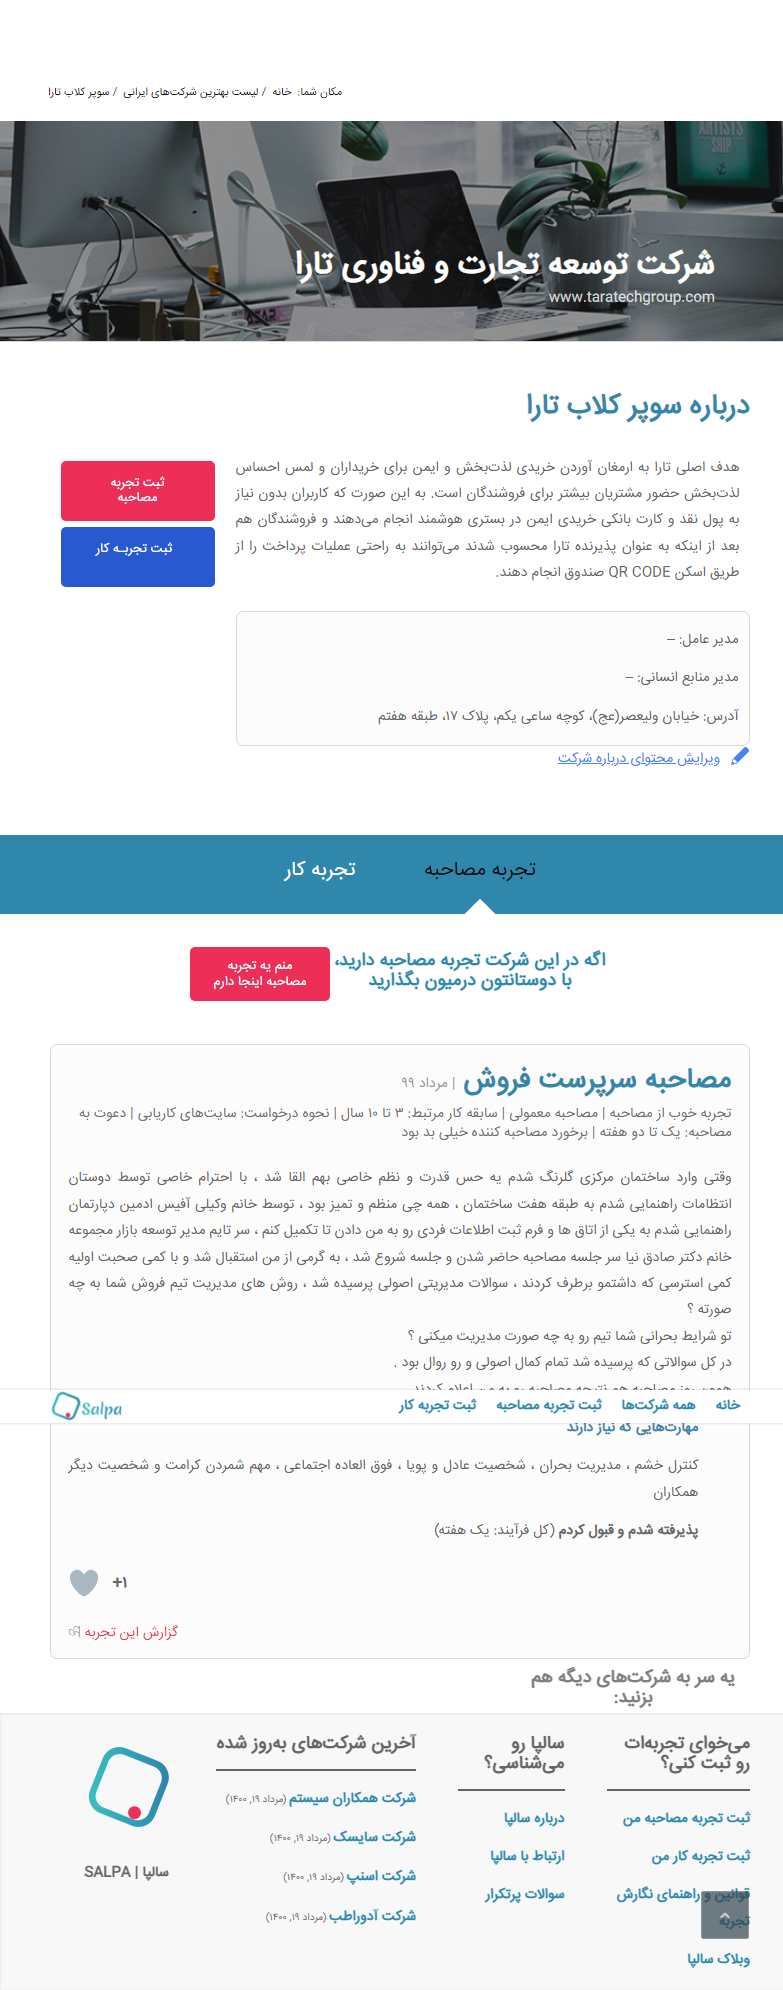 مکان شما: خانه / لیست بهترین شرکت‌های ایرانی / سوپر کلاب تارا
ARTISTS
SHIP
شرکت توسعه تجارت و فناوری تارا
www.taratechgroup.com
درباره سوپر کلاب تارا
هدف اصلی تارا به ارمغان آوردن خریدی لذت‌بخش و ایمن برای خریداران و لمس احساس
لذت‌بخش حضور مشتریان بیشتر برای فروشندگان است. به این صورت که کاربران بدون نیاز
به پول نقد و کارت بانکی خریدی ایمن در بستری هوشمند انجام می‌دهند و فروشندگان هم
بعد از اینکه به عنوان پذیرنده تارا محسوب شدند می‌توانند به راحتی عملیات پرداخت را از
طریق اسکن QR CODE صندوق انجام دهند.
ثبت تجربه
مصاحبه
ثبت تجربـه کار
مدیر عامل: –
مدیر منابع انسانی: –
آدرس: خیابان ولیعصر(عج)، کوچه ساعی یکم، پلاک ۱۷، طبقه هفتم
ویرایش محتوای درباره شرکت
تجربه مصاحبه
تجربه کار
اگه در این شرکت تجربه مصاحبه دارید،
با دوستانتون درمیون بگذارید
منم یه تجربه
مصاحبه اینجا دارم
مصاحبه سرپرست فروش | مرداد ۹۹
تجربه خوب از مصاحبه | مصاحبه معمولی | سابقه کار مرتبط: ۳ تا ۱۰ سال | نحوه درخواست: سایت‌های کاریابی | دعوت به
مصاحبه: یک تا دو هفته | برخورد مصاحبه کننده خیلی بد بود
وقتی وارد ساختمان مرکزی گلرنگ شدم یه حس قدرت و نظم خاصی بهم القا شد ، با احترام خاصی توسط دوستان
انتظامات راهنمایی شدم به طبقه هفت ساختمان ، همه چی منظم و تمیز بود ، توسط خانم وکیلی آفیس ادمین دپارتمان
راهنمایی شدم به یکی از اتاق ها و فرم ثبت اطلاعات فردی رو به من دادن تا تکمیل کنم ، سر تایم مدیر توسعه بازار مجموعه
خانم دکتر صادق نیا سر جلسه مصاحبه حاضر شدن و جلسه شروع شد ، به گرمی از من استقبال شد و با کمی صحبت اولیه
کمی استرسی که داشتمو برطرف کردند ، سوالات مدیریتی اصولی پرسیده شد ، روش های مدیریت تیم فروش شما به چه
صورته ؟
تو شرایط بحرانی شما تیم رو به چه صورت مدیریت میکنی ؟
در کل سوالاتی که پرسیده شد تمام کمال اصولی و رو روال بود .
خانه
همه شرکت‌ها
ثبت تجربه مصاحبه
ثبت تجربه کار
Salpa
مهارت‌هایی که نیاز دارند
کنترل خشم ، مدیریت بحران ، شخصیت عادل و پویا ، فوق العاده اجتماعی ، مهم شمردن کرامت و شخصیت دیگر
همکاران
پذیرفته شدم و قبول کردم (کل فرآیند: یک هفته)
+۱
گزارش این تجربه
یه سر به شرکت‌های دیگه هم
بزنید:
می‌خوای تجربه‌ات
رو ثبت کنی؟
ثبت تجربه مصاحبه من
ثبت تجربه کار من
قوانین و راهنمای نگارش
تجربه
وبلاک سالپا
سالپا رو
می‌شناسی؟
درباره سالپا
ارتباط با سالپا
سوالات پرتکرار
آخرین شرکت‌های به‌روز شده
شرکت همکاران سیستم (مرداد ۱۹, ۱۴۰۰)
شرکت سایسک (مرداد ۱۹, ۱۴۰۰)
شرکت اسنپ (مرداد ۱۹, ۱۴۰۰)
شرکت آدوراطب (مرداد ۱۹, ۱۴۰۰)
سالپا | SALPA